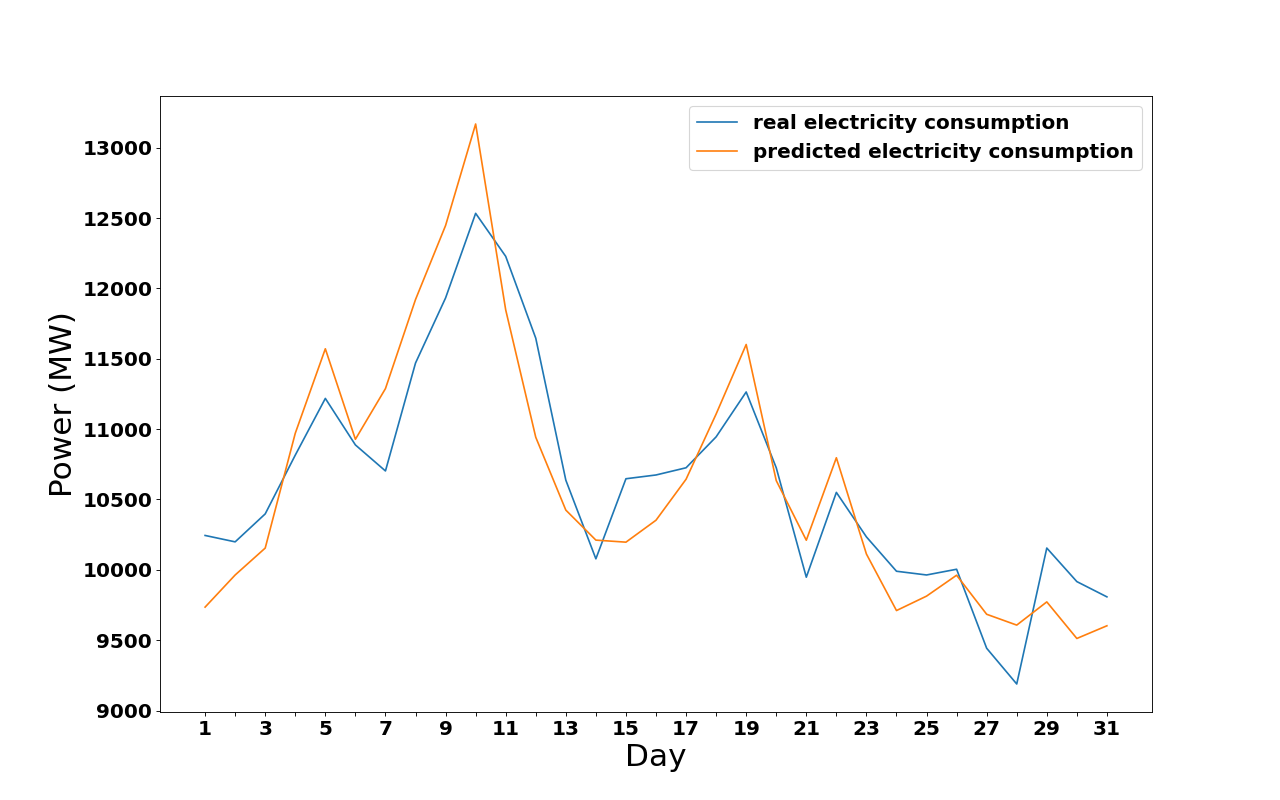 real electricity consumption
predicted electricity consumption
13000
12500
12000
11500
11000
10500
10000
9500
9000
Power (MW)
1 3 5 7 9 11 13 15 17 19 21 23 25 27 29 31
Day